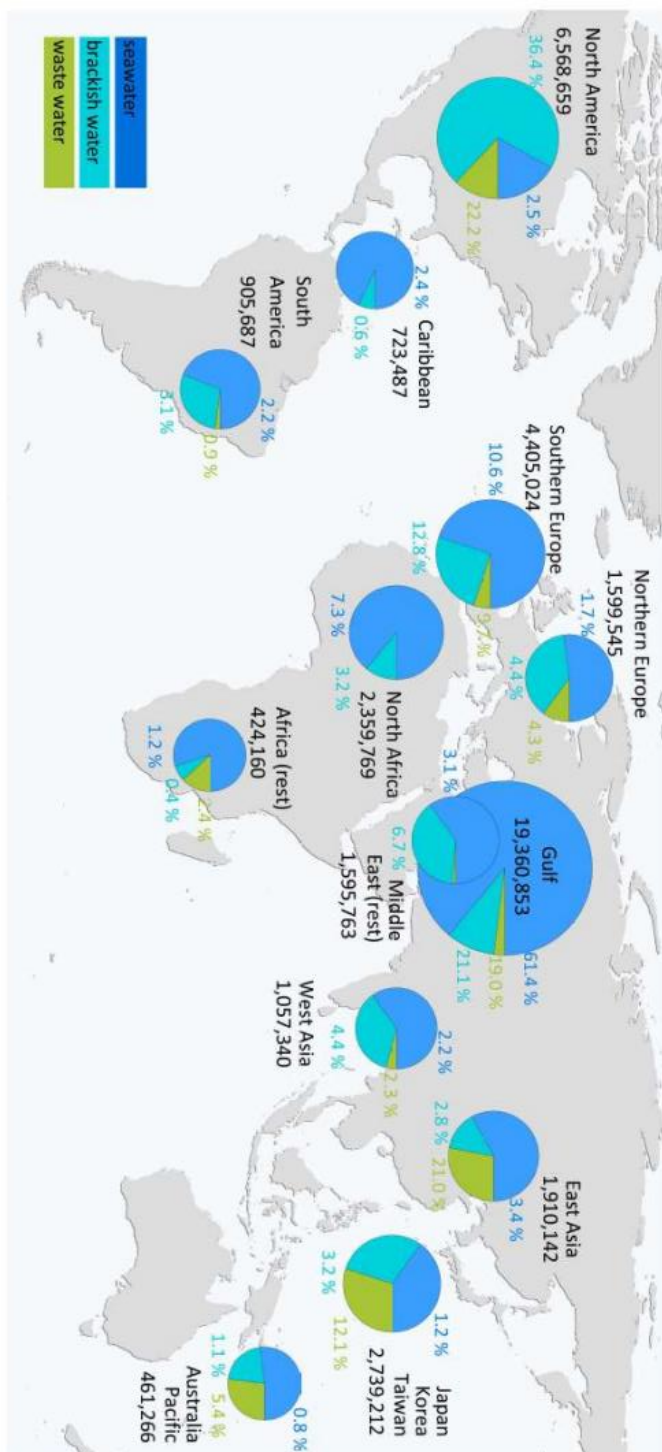 North America
6,568,659
36.4 %
2.5 %
22.2 %
Caribbean
723,487
2.4 %
0.6 %
South
America
905,687
2.2 %
3.1 %
0.9 %
Southern Europe
4,405,024
10.6 %
12.8 %
9.7 %
Northern Europe
1,599,545
1.7 %
4.4 %
4.3 %
North Africa
2,359,769
7.3 %
3.2 %
Africa (rest)
424,160
1.2 %
0.4 %
2.4 %
Gulf
19,360,853
61.4 %
19.0 %
21.1 %
Middle
East (rest)
1,595,763
3.1 %
6.7 %
West Asia
1,057,340
2.2 %
4.4 %
2.3 %
East Asia
1,910,142
3.4 %
2.8 %
21.0 %
Japan
Korea
Taiwan
2,739,212
1.2 %
3.2 %
12.1 %
Australia
Pacific
461,266
0.8 %
1.1 %
5.4 %
seawater
brackish water
waste water